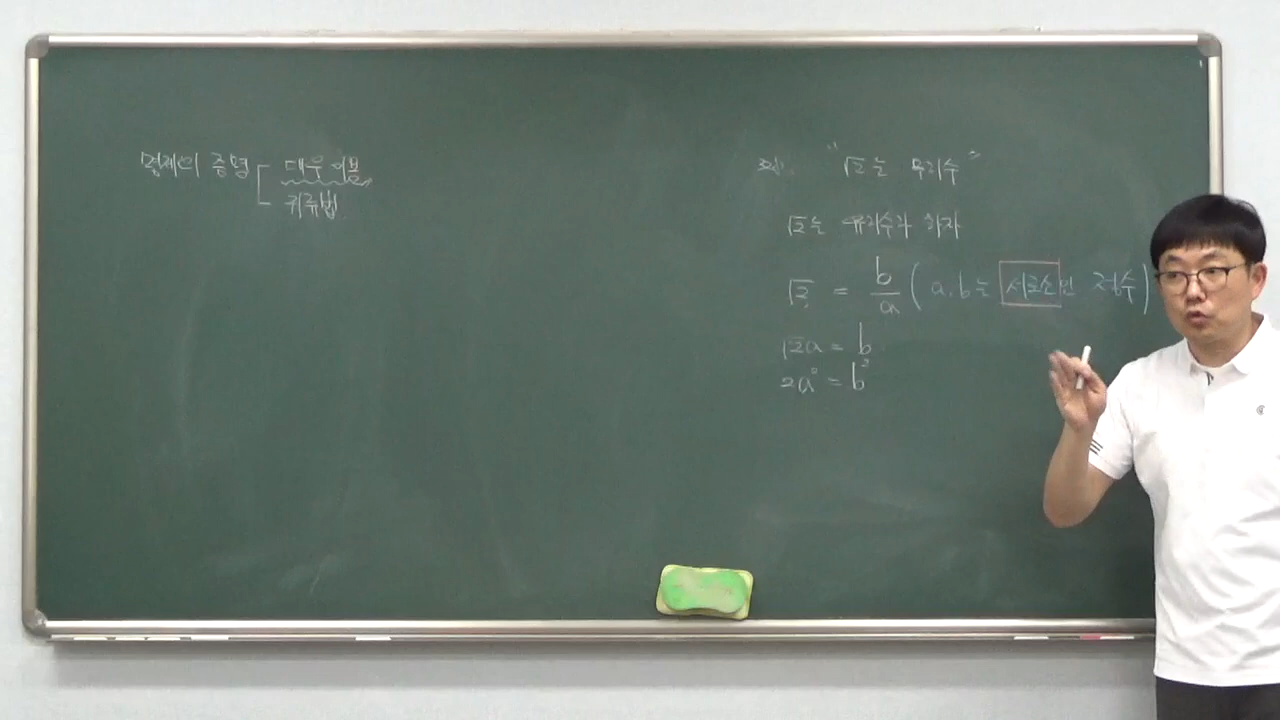 명제의 증명
대우 이용
귀류법
"√2는 무리수"
√2는 유리수라 하자
√2 = b/a (a, b는 서로소인 정수)
√2a = b
2a² = b²